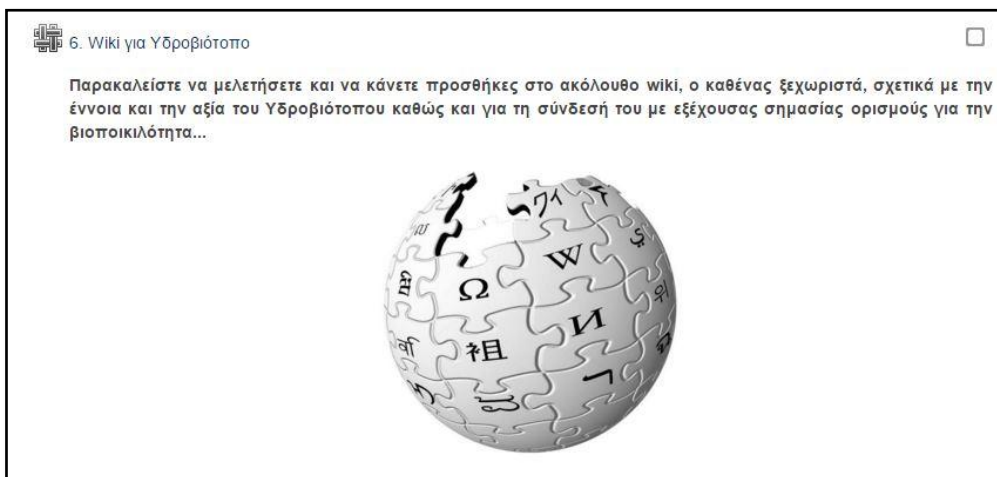 6. Wiki για Υδροβιότοπο
Παρακαλείστε να μελετήσετε και να κάνετε προσθήκες στο ακόλουθο wiki, ο καθένας ξεχωριστά, σχετικά με την
έννοια και την αξία του Υδροβιότοπου καθώς και για τη σύνδεσή του με εξέχουσας σημασίας ορισμούς για την
βιοποικιλότητα...
Ω W И
祖